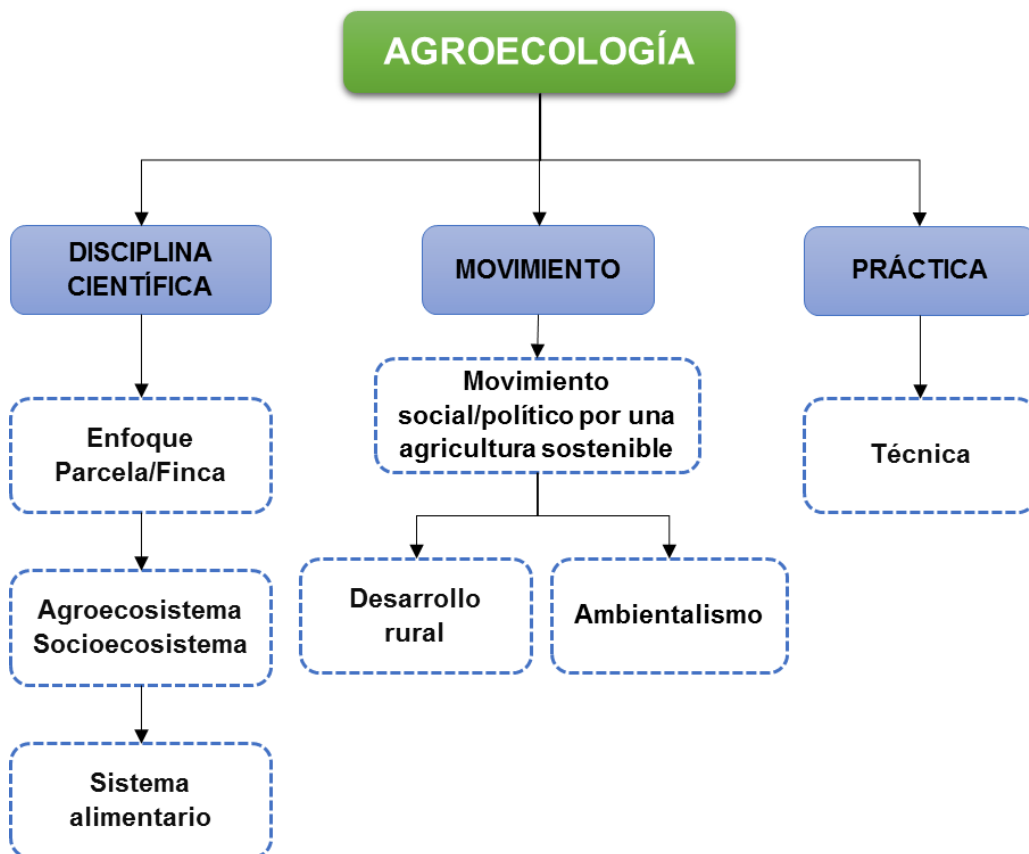 AGROECOLOGÍA
DISCIPLINA
CIENTÍFICA
MOVIMIENTO
PRÁCTICA
Enfoque
Parcela/Finca
Movimiento
social/político por una
agricultura sostenible
Técnica
Agroecosistema
Socioecosistema
Desarrollo
rural
Ambientalismo
Sistema
alimentario